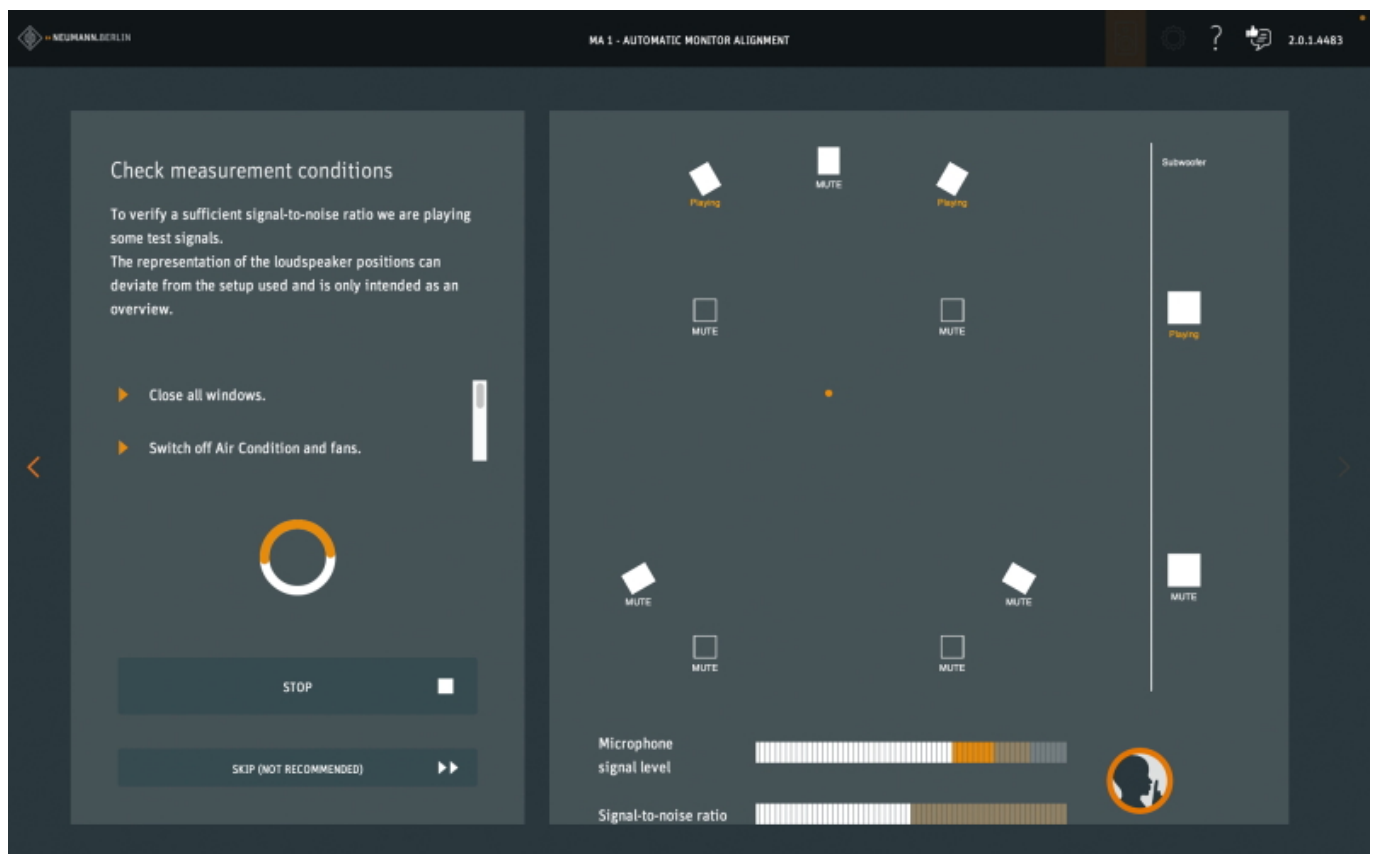 NEUMANN.BERLIN
MA 1 - AUTOMATIC MONITOR ALIGNMENT
?
2.0.1.4483
Check measurement conditions
To verify a sufficient signal-to-noise ratio we are playing
some test signals.
The representation of the loudspeaker positions can
deviate from the setup used and is only intended as an
overview.
Close all windows.
Switch off Air Condition and fans.
STOP
SKIP (NOT RECOMMENDED)
Playing
MUTE
Playing
Subwoofer
MUTE
MUTE
Playing
MUTE
MUTE
MUTE
MUTE
MUTE
Microphone
signal level
Signal-to-noise ratio